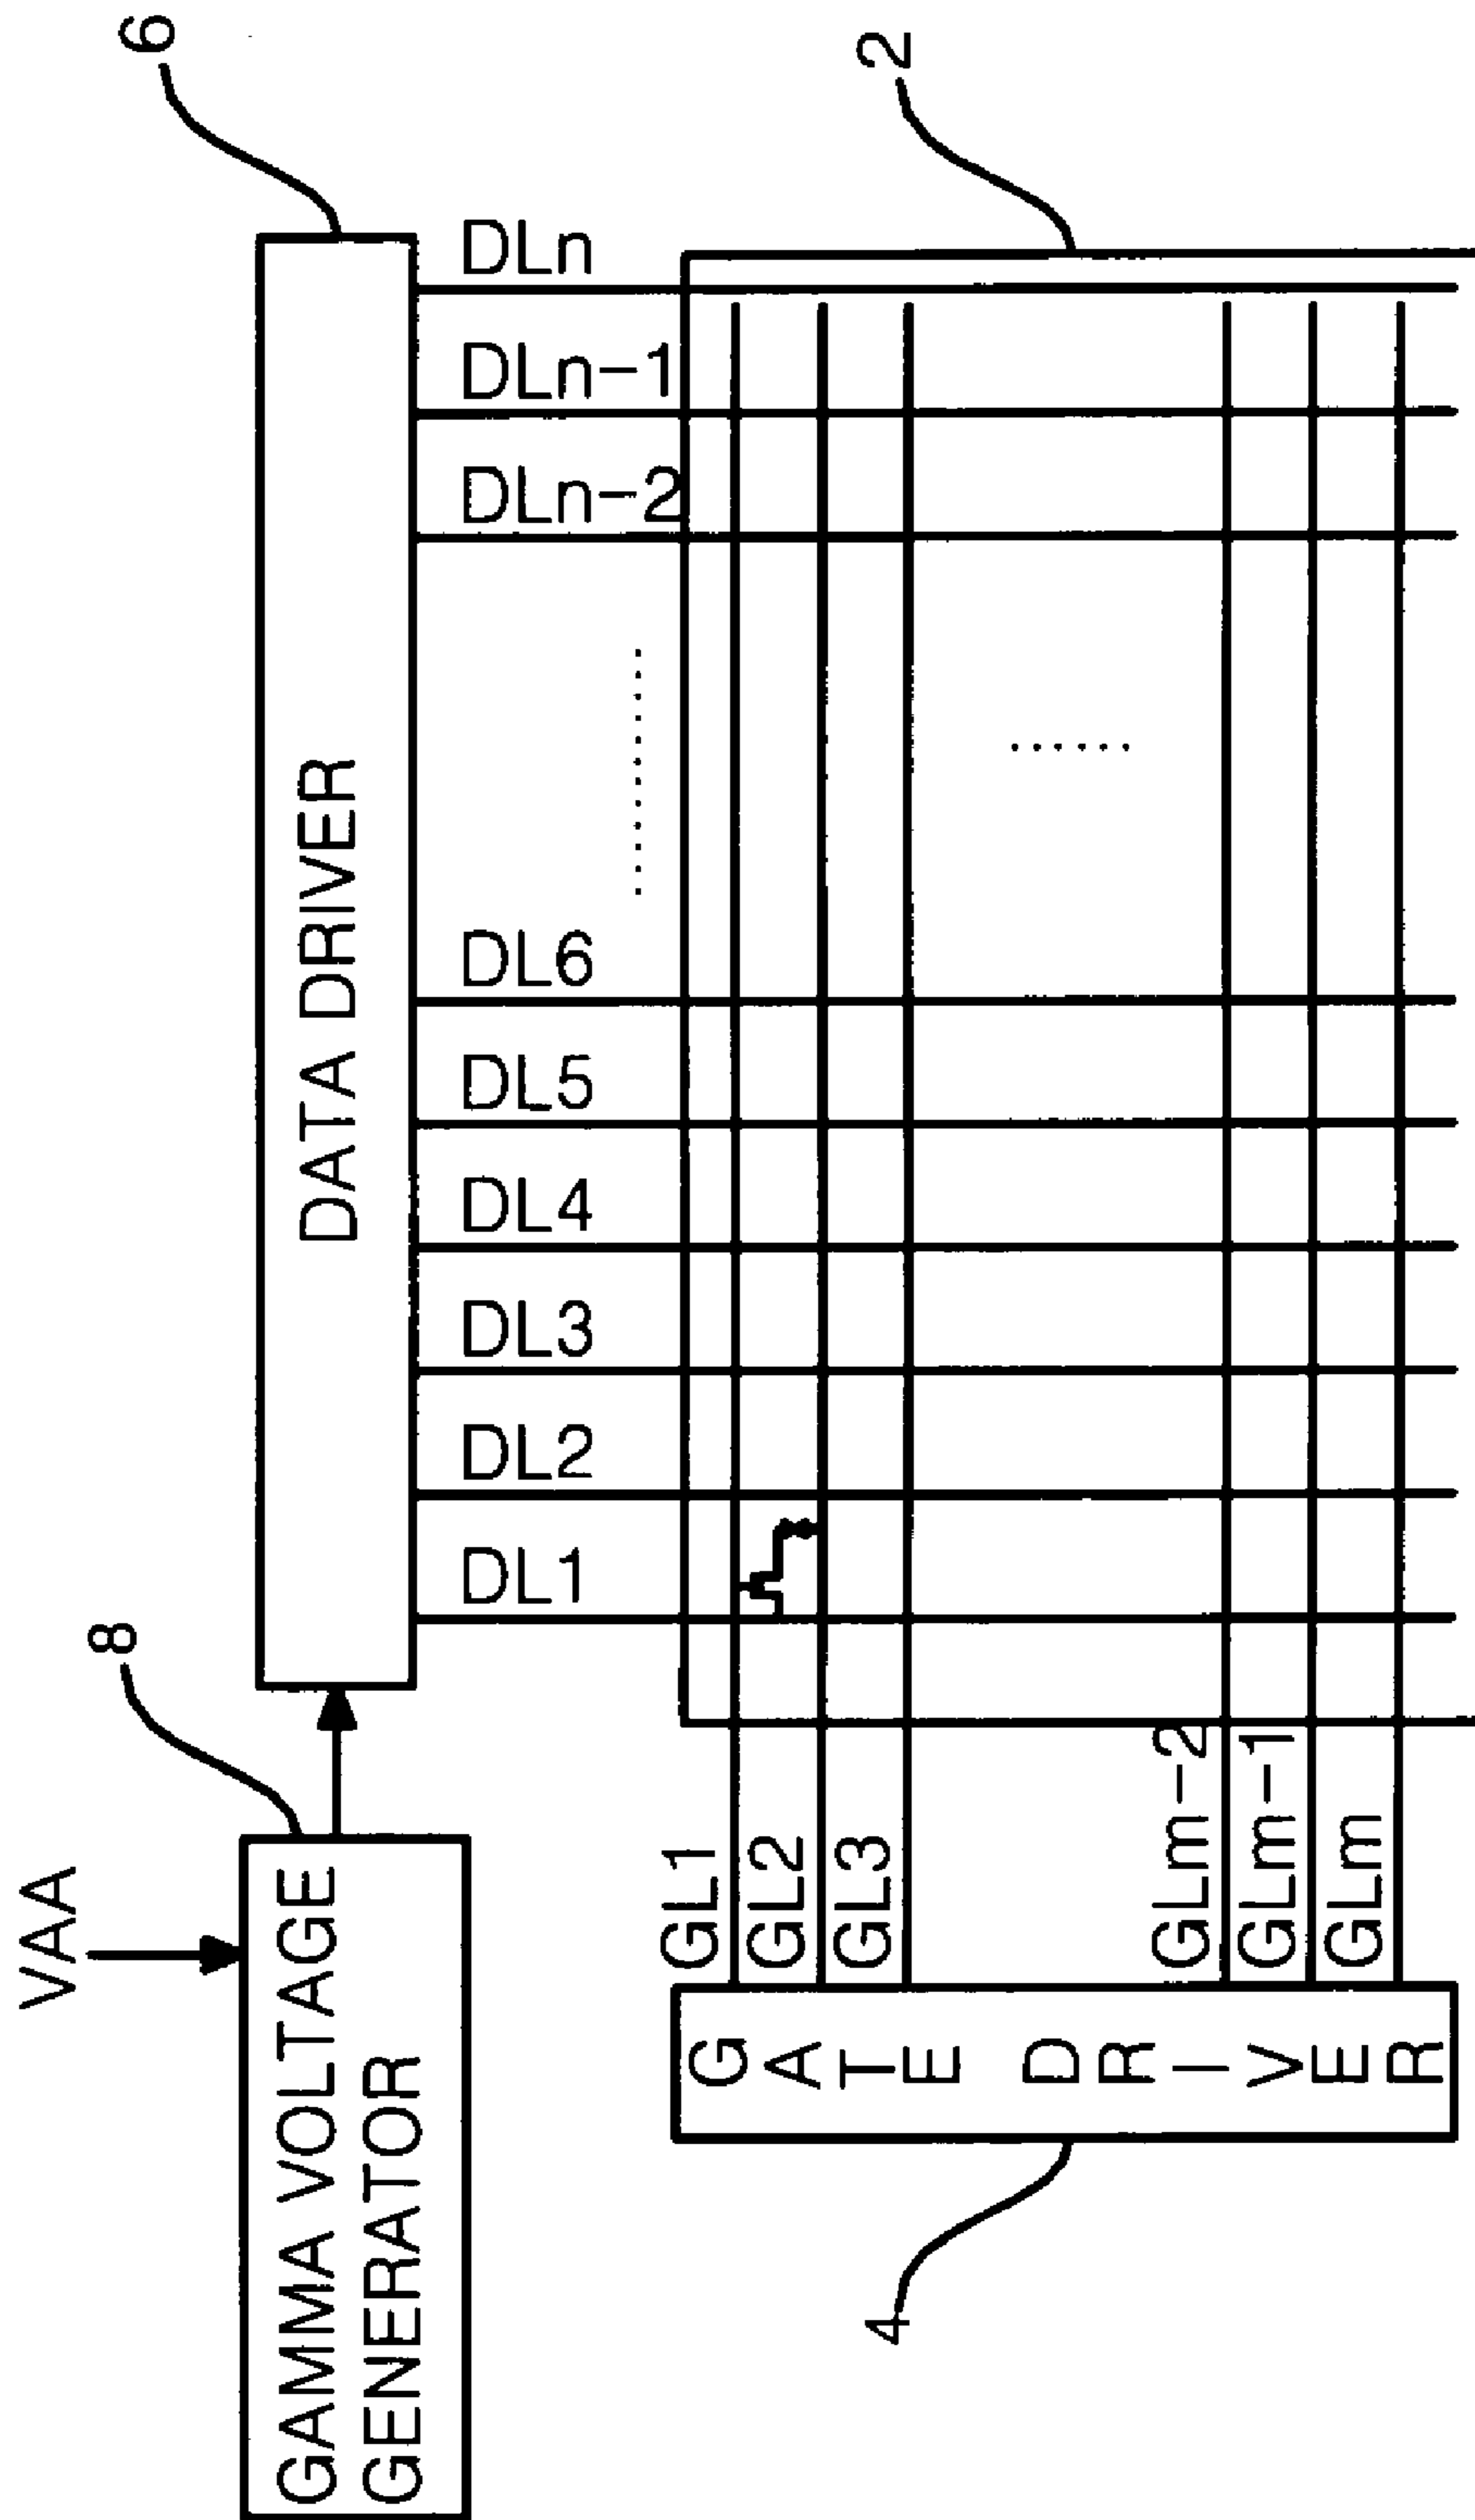 VAA
8
6
GAMMA VOLTAGE
GENERATOR
DATA DRIVER
DL1
DL2
DL3
DL4
DL5
DL6
DLn-2
DLn-1
DLn
2
4
GATE DRIVER
GL1
GL2
GL3
GLm-2
GLm-1
GLm